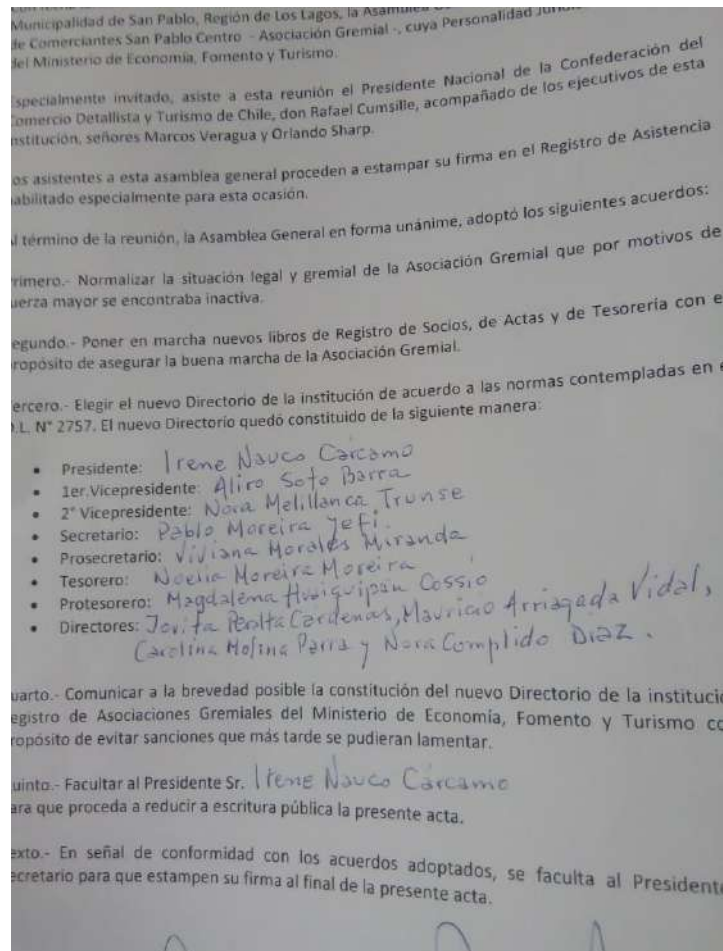 Municipalidad de San Pablo, Región de Los Lagos, la Asamblea
de Comerciantes San Pablo Centro - Asociación Gremial -, cuya Personalidad
del Ministerio de Economía, Fomento y Turismo.
specialmente invitado, asiste a esta reunión el Presidente Nacional de la Confederación del
omercio Detallista y Turismo de Chile, don Rafael Cumsille, acompañado de los ejecutivos de esta
nstitución, señores Marcos Veragua y Orlando Sharp.
os asistentes a esta asamblea general proceden a estampar su firma en el Registro de Asistencia
abilitado especialmente para esta ocasión.
l término de la reunión, la Asamblea General en forma unánime, adoptó los siguientes acuerdos:
rimero.- Normalizar la situación legal y gremial de la Asociación Gremial que por motivos de
uerza mayor se encontraba inactiva.
egundo.- Poner en marcha nuevos libros de Registro de Socios, de Actas y de Tesorería con e
ropósito de asegurar la buena marcha de la Asociación Gremial.
ercero.- Elegir el nuevo Directorio de la institución de acuerdo a las normas contempladas en e
.L. N° 2757. El nuevo Directorio quedó constituido de la siguiente manera:
• Presidente: Irene Nauco Cárcamo
• 1er.Vicepresidente: Aliro Soto Barra
• 2° Vicepresidente: Nora Melillanca Trunse
• Secretario: Pablo Moreira Jefi
• Prosecretario: Viviana Morales Miranda
• Tesorero: Noelia Moreira Moreira
• Protesorero: Magdalena Huaiquipan Cossio
• Directores: Jovita Peralta Cardenas, Mauricio Arriagada Vidal,
Carolina Molina Parra y Nora Complido Diaz.
uarto.- Comunicar a la brevedad posible la constitución del nuevo Directorio de la institució
egistro de Asociaciones Gremiales del Ministerio de Economía, Fomento y Turismo co
ropósito de evitar sanciones que más tarde se pudieran lamentar.
uinto.- Facultar al Presidente Sr. Irene Nauco Cárcamo
ara que proceda a reducir a escritura pública la presente acta.
exto.- En señal de conformidad con los acuerdos adoptados, se faculta al Presidente
ecretario para que estampen su firma al final de la presente acta.